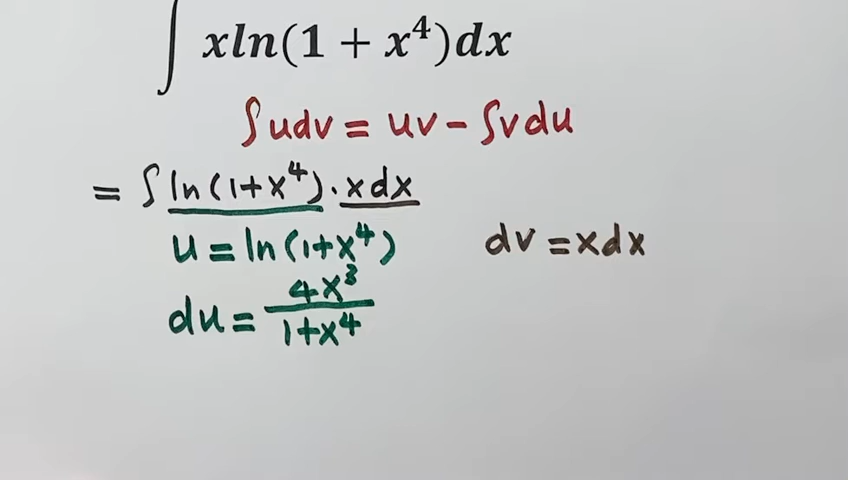 ∫ xln(1 + x⁴)dx
∫udv = uv - ∫vdu
= ∫ ln(1+x⁴) · xdx
u = ln(1+x⁴)   dv = xdx
du = 4x³/1+x⁴